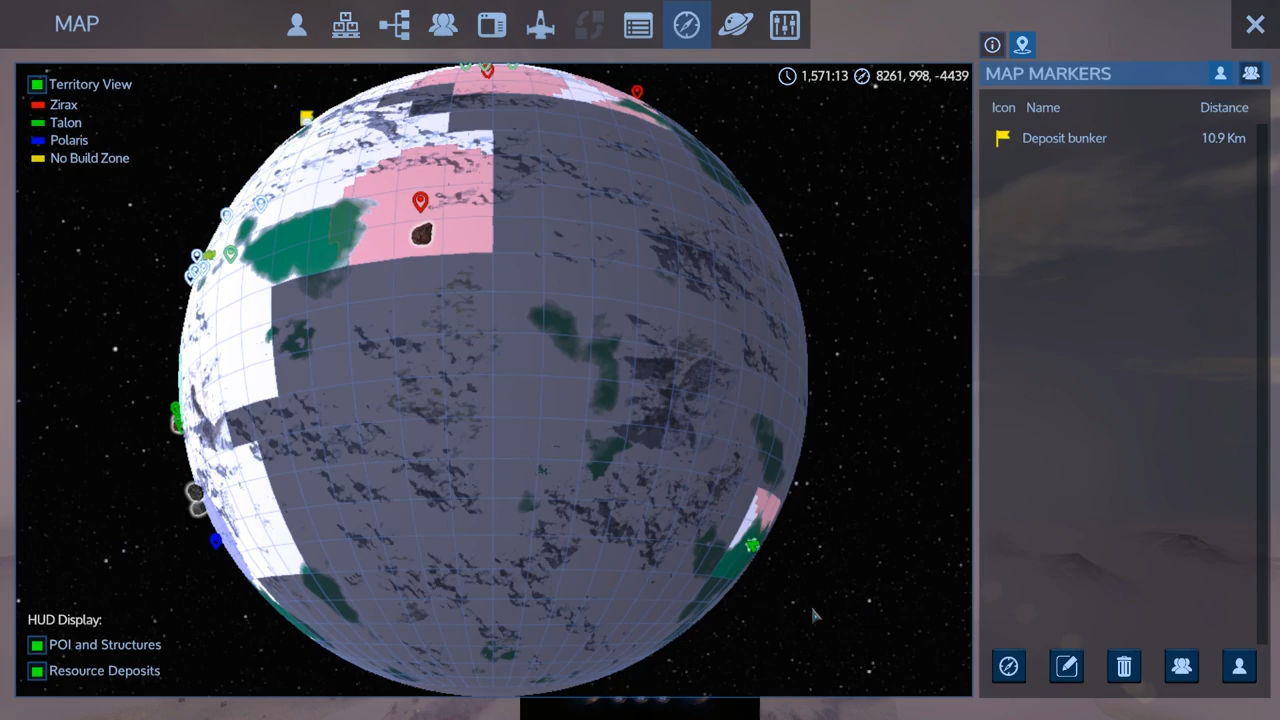 MAP
Territory View
Zirax
Talon
Polaris
No Build Zone
1,571:13 8261, 998, -4439
HUD Display:
POI and Structures
Resource Deposits
MAP MARKERS
Icon Name Distance
Deposit bunker 10.9 Km